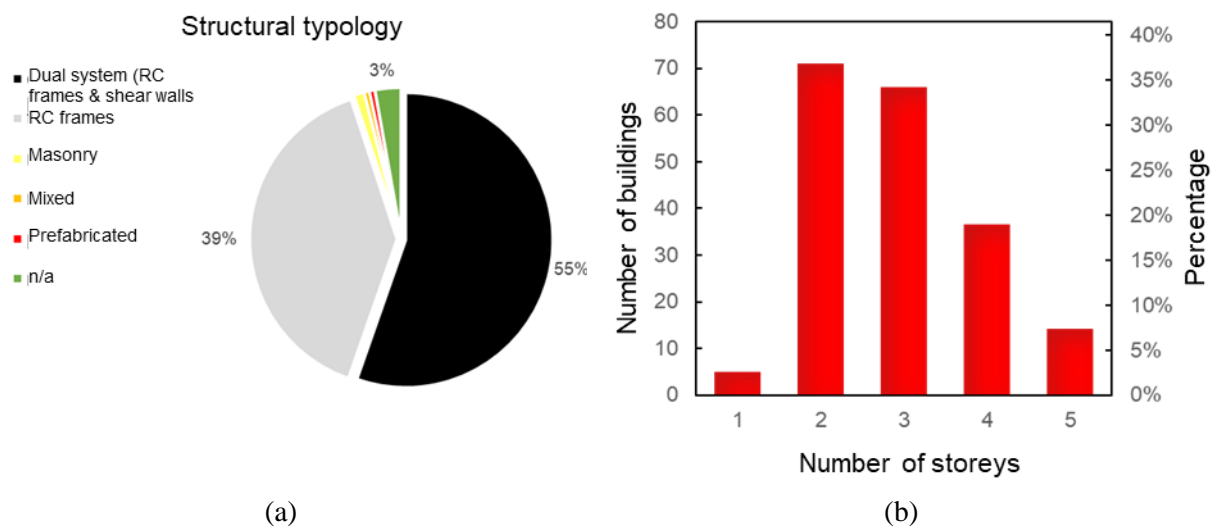 Structural typology
Dual system (RC
frames & shear walls
RC frames
Masonry
Mixed
Prefabricated
n/a
3%
39%
55%
(a)
Number of buildings
80
70
60
50
40
30
20
10
0
1 2 3 4 5
Number of storeys
40%
35%
30%
25%
20%
15%
10%
5%
0%
Percentage
(b)